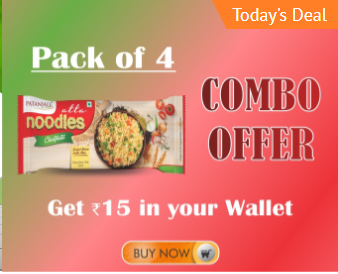 Today's Deal
Pack of 4
COMBO
OFFER
PATANJALI
atta
noodles
Get ₹15 in your Wallet
BUY NOW